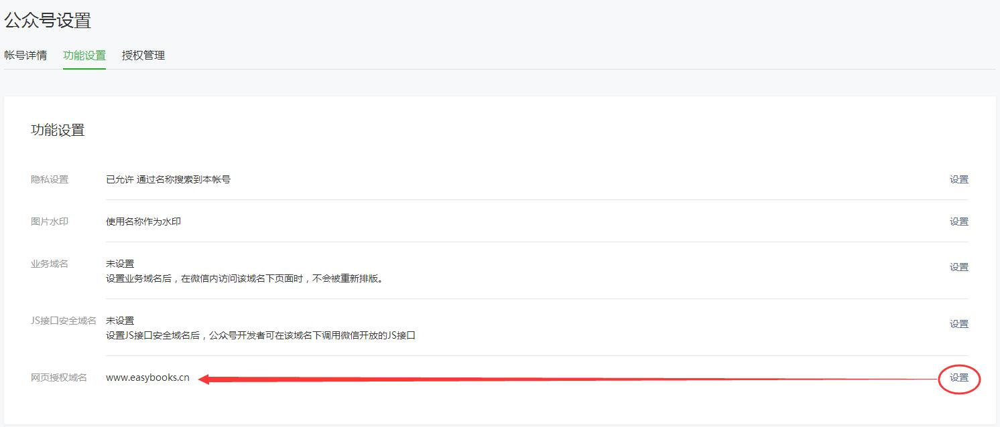 公众号设置
帐号详情 功能设置 授权管理
功能设置
隐私设置 已允许 通过名称搜索到本帐号 设置
图片水印 使用名称作为水印 设置
业务域名 未设置 设置
设置业务域名后，在微信内访问该域名下页面时，不会被重新排版。
JS接口安全域名 未设置 设置
设置JS接口安全域名后，公众号开发者可在该域名下调用微信开放的JS接口
网页授权域名 www.easybooks.cn 设置